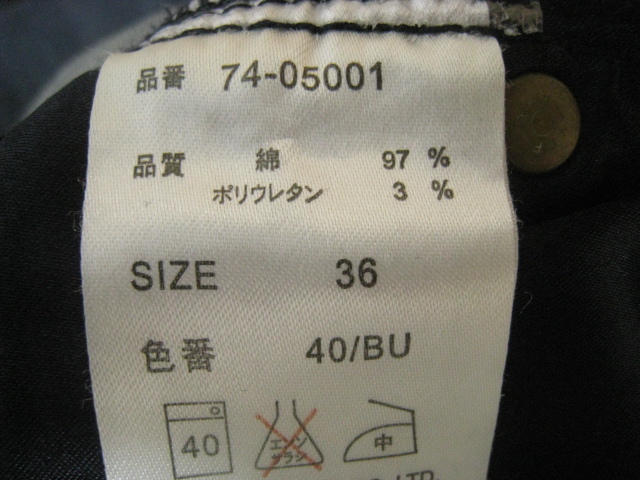 品番 74-05001
品質 綿 97 %
ポリウレタン 3 %
SIZE 36
色番 40/BU
40 エンソ サラシ 中
LTD.